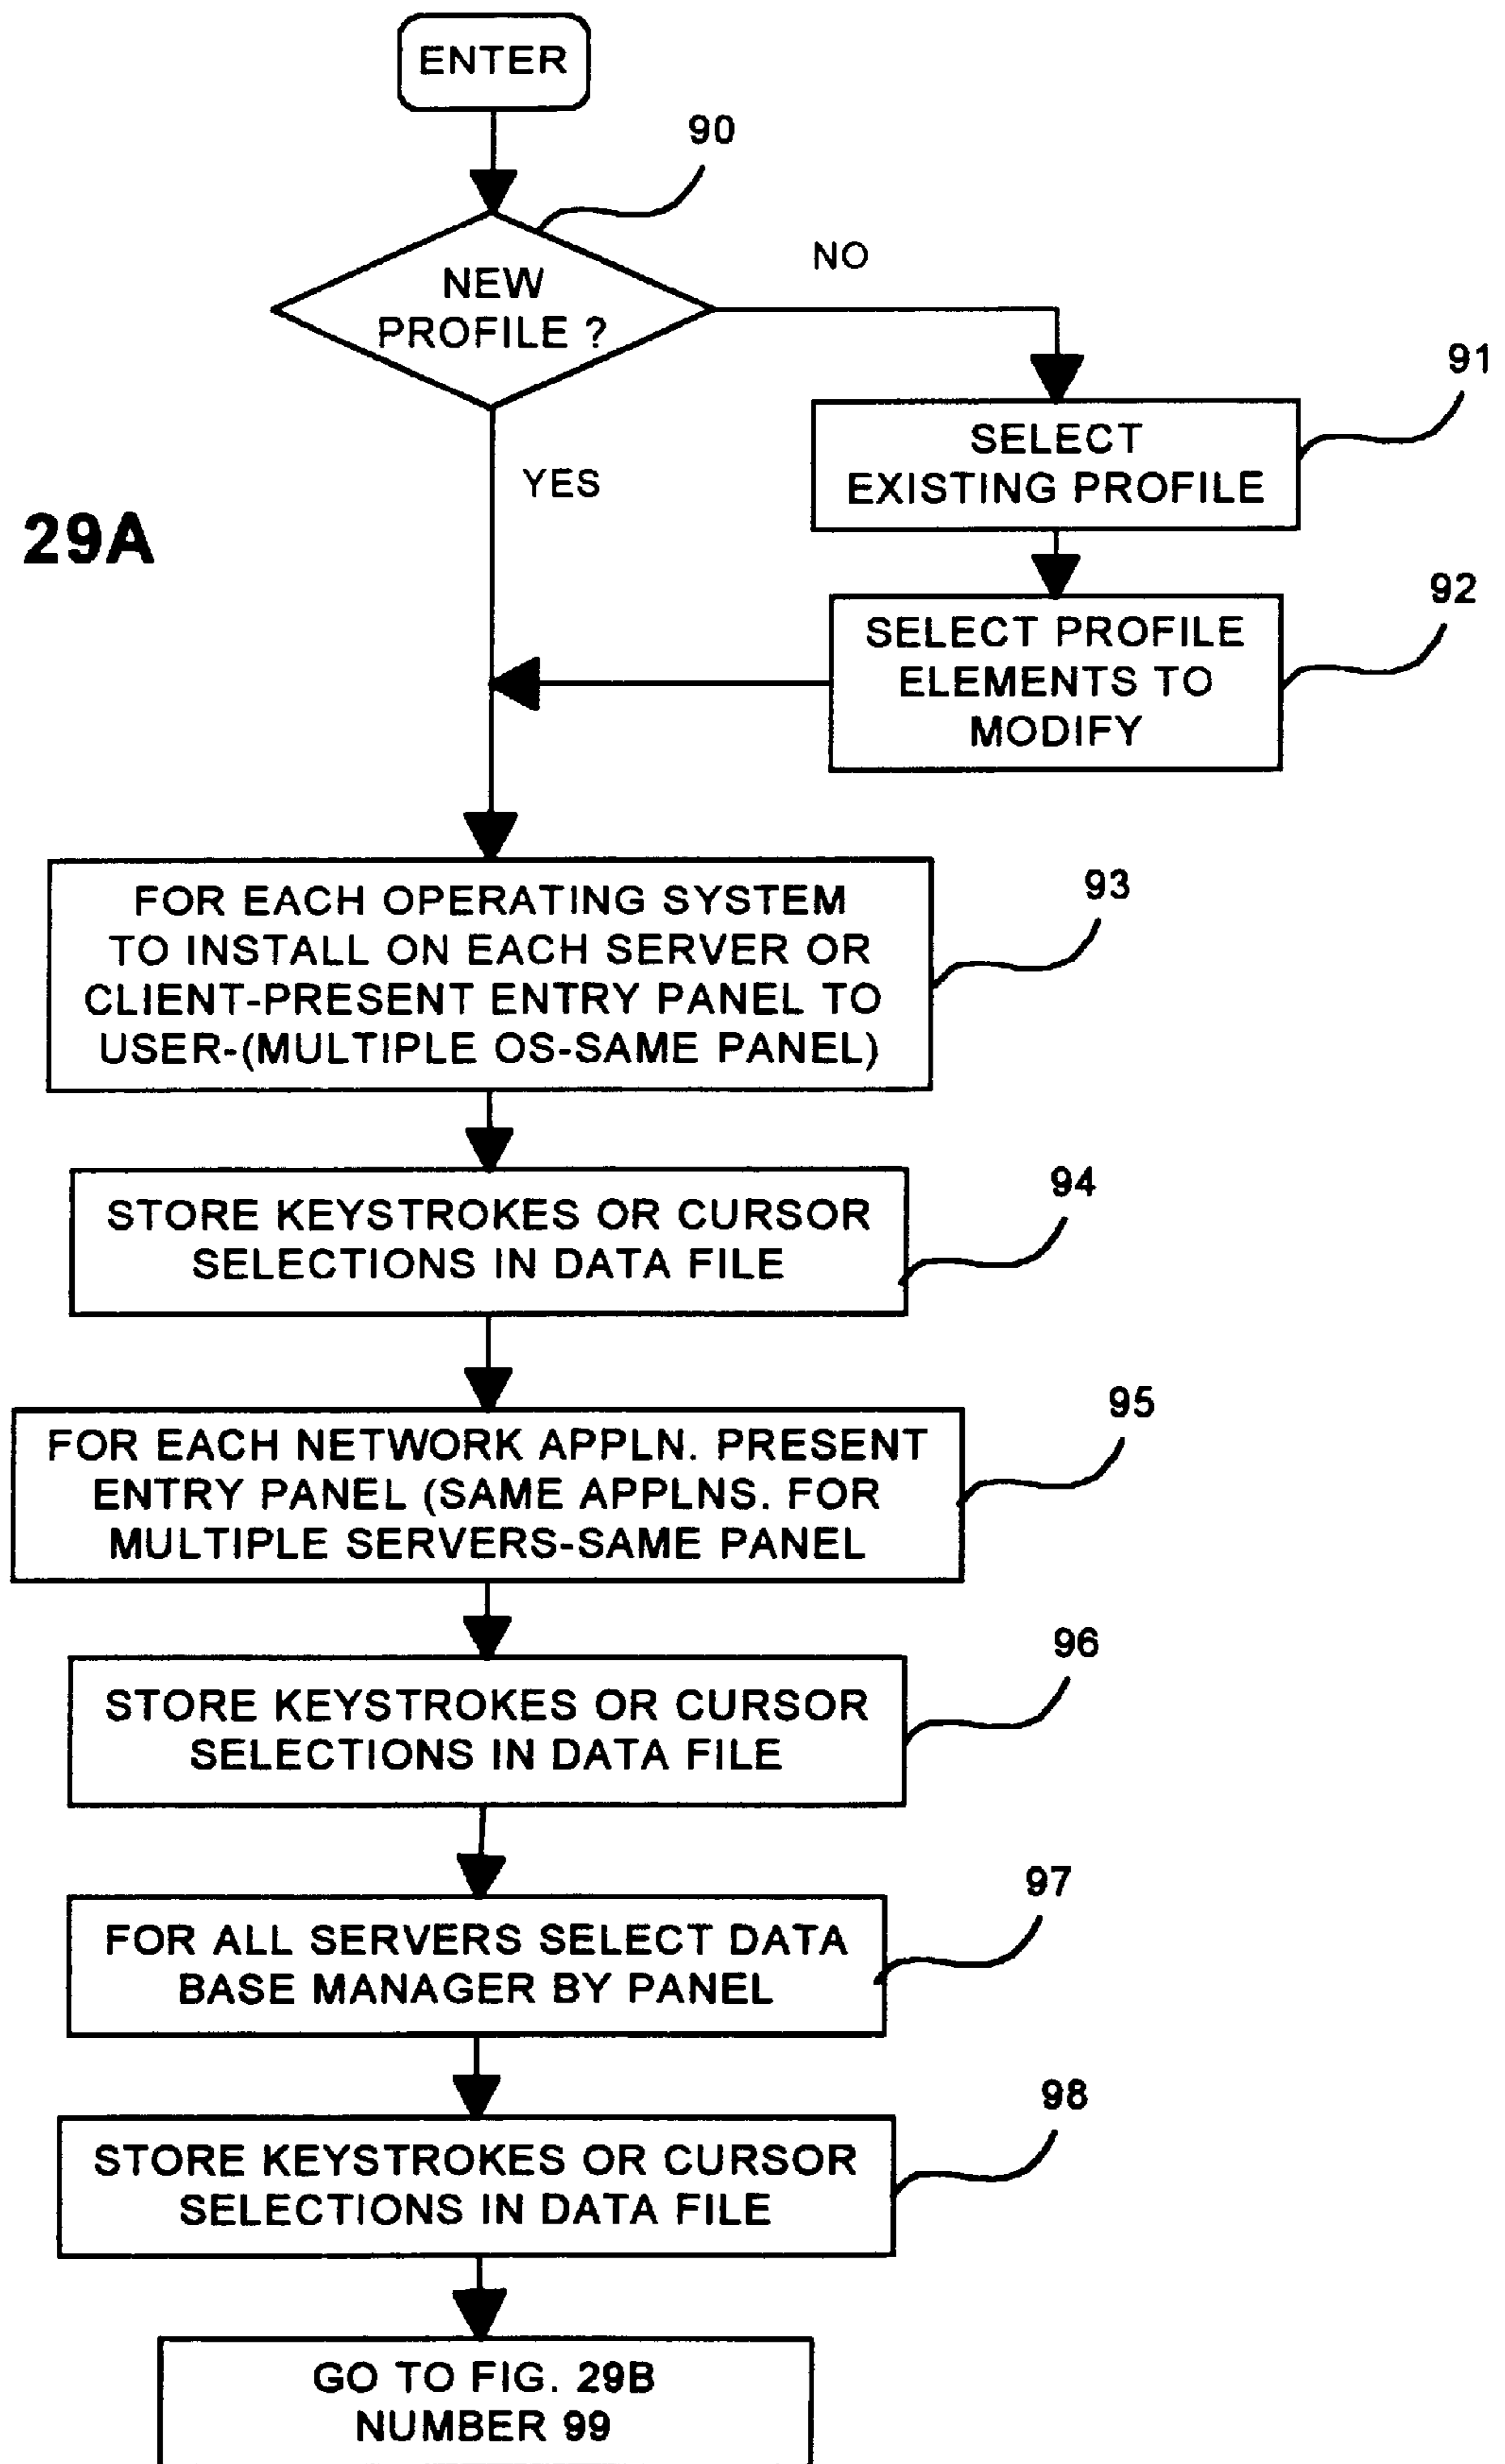 ENTER
90
NEW
PROFILE ?
NO
YES
91
SELECT
EXISTING PROFILE
29A
92
SELECT PROFILE
ELEMENTS TO
MODIFY
93
FOR EACH OPERATING SYSTEM
TO INSTALL ON EACH SERVER OR
CLIENT-PRESENT ENTRY PANEL TO
USER-(MULTIPLE OS-SAME PANEL)
94
STORE KEYSTROKES OR CURSOR
SELECTIONS IN DATA FILE
95
FOR EACH NETWORK APPLN. PRESENT
ENTRY PANEL (SAME APPLNS. FOR
MULTIPLE SERVERS-SAME PANEL
96
STORE KEYSTROKES OR CURSOR
SELECTIONS IN DATA FILE
97
FOR ALL SERVERS SELECT DATA
BASE MANAGER BY PANEL
98
STORE KEYSTROKES OR CURSOR
SELECTIONS IN DATA FILE
GO TO FIG. 29B
NUMBER 99